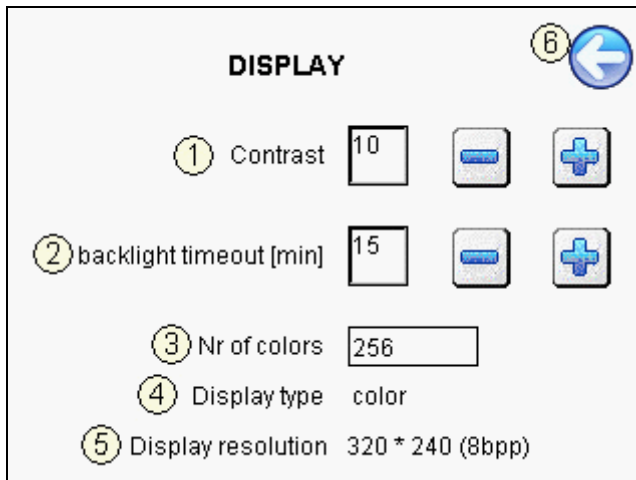 DISPLAY 6
1 Contrast 10
2 backlight timeout [min] 15
3 Nr of colors 256
4 Display type color
5 Display resolution 320 * 240 (8bpp)